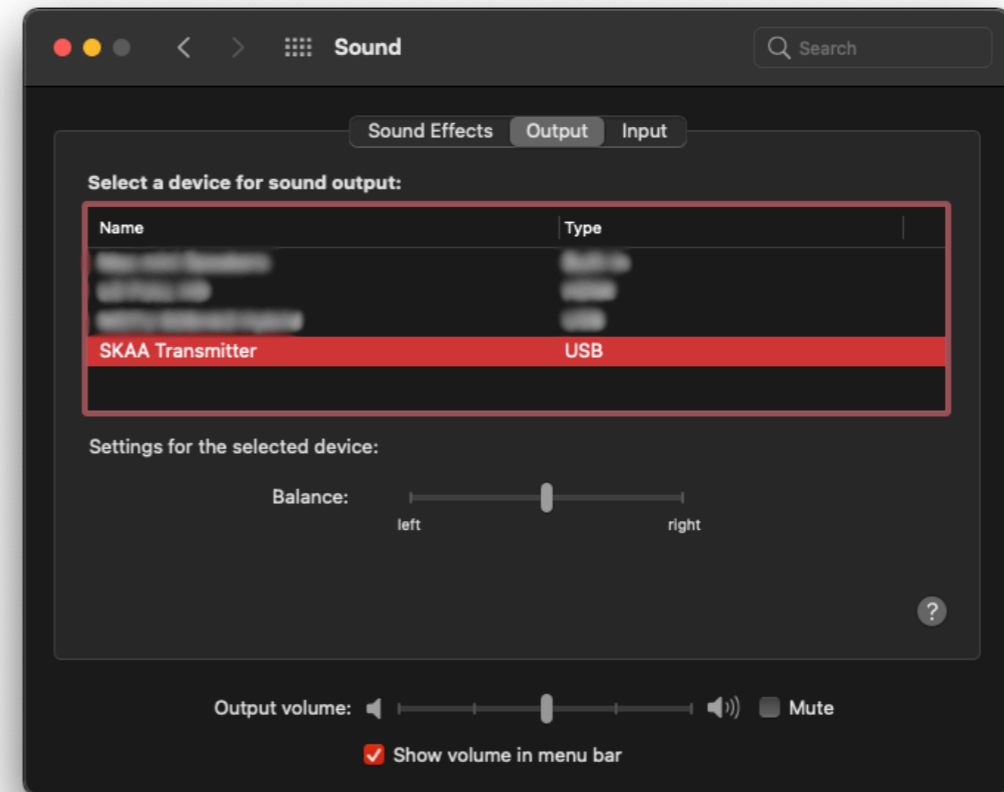 Sound
Search
Sound Effects Output Input
Select a device for sound output:
Name Type
SKAA Transmitter USB
Settings for the selected device:
Balance:
left right
?
Output volume: Mute
Show volume in menu bar